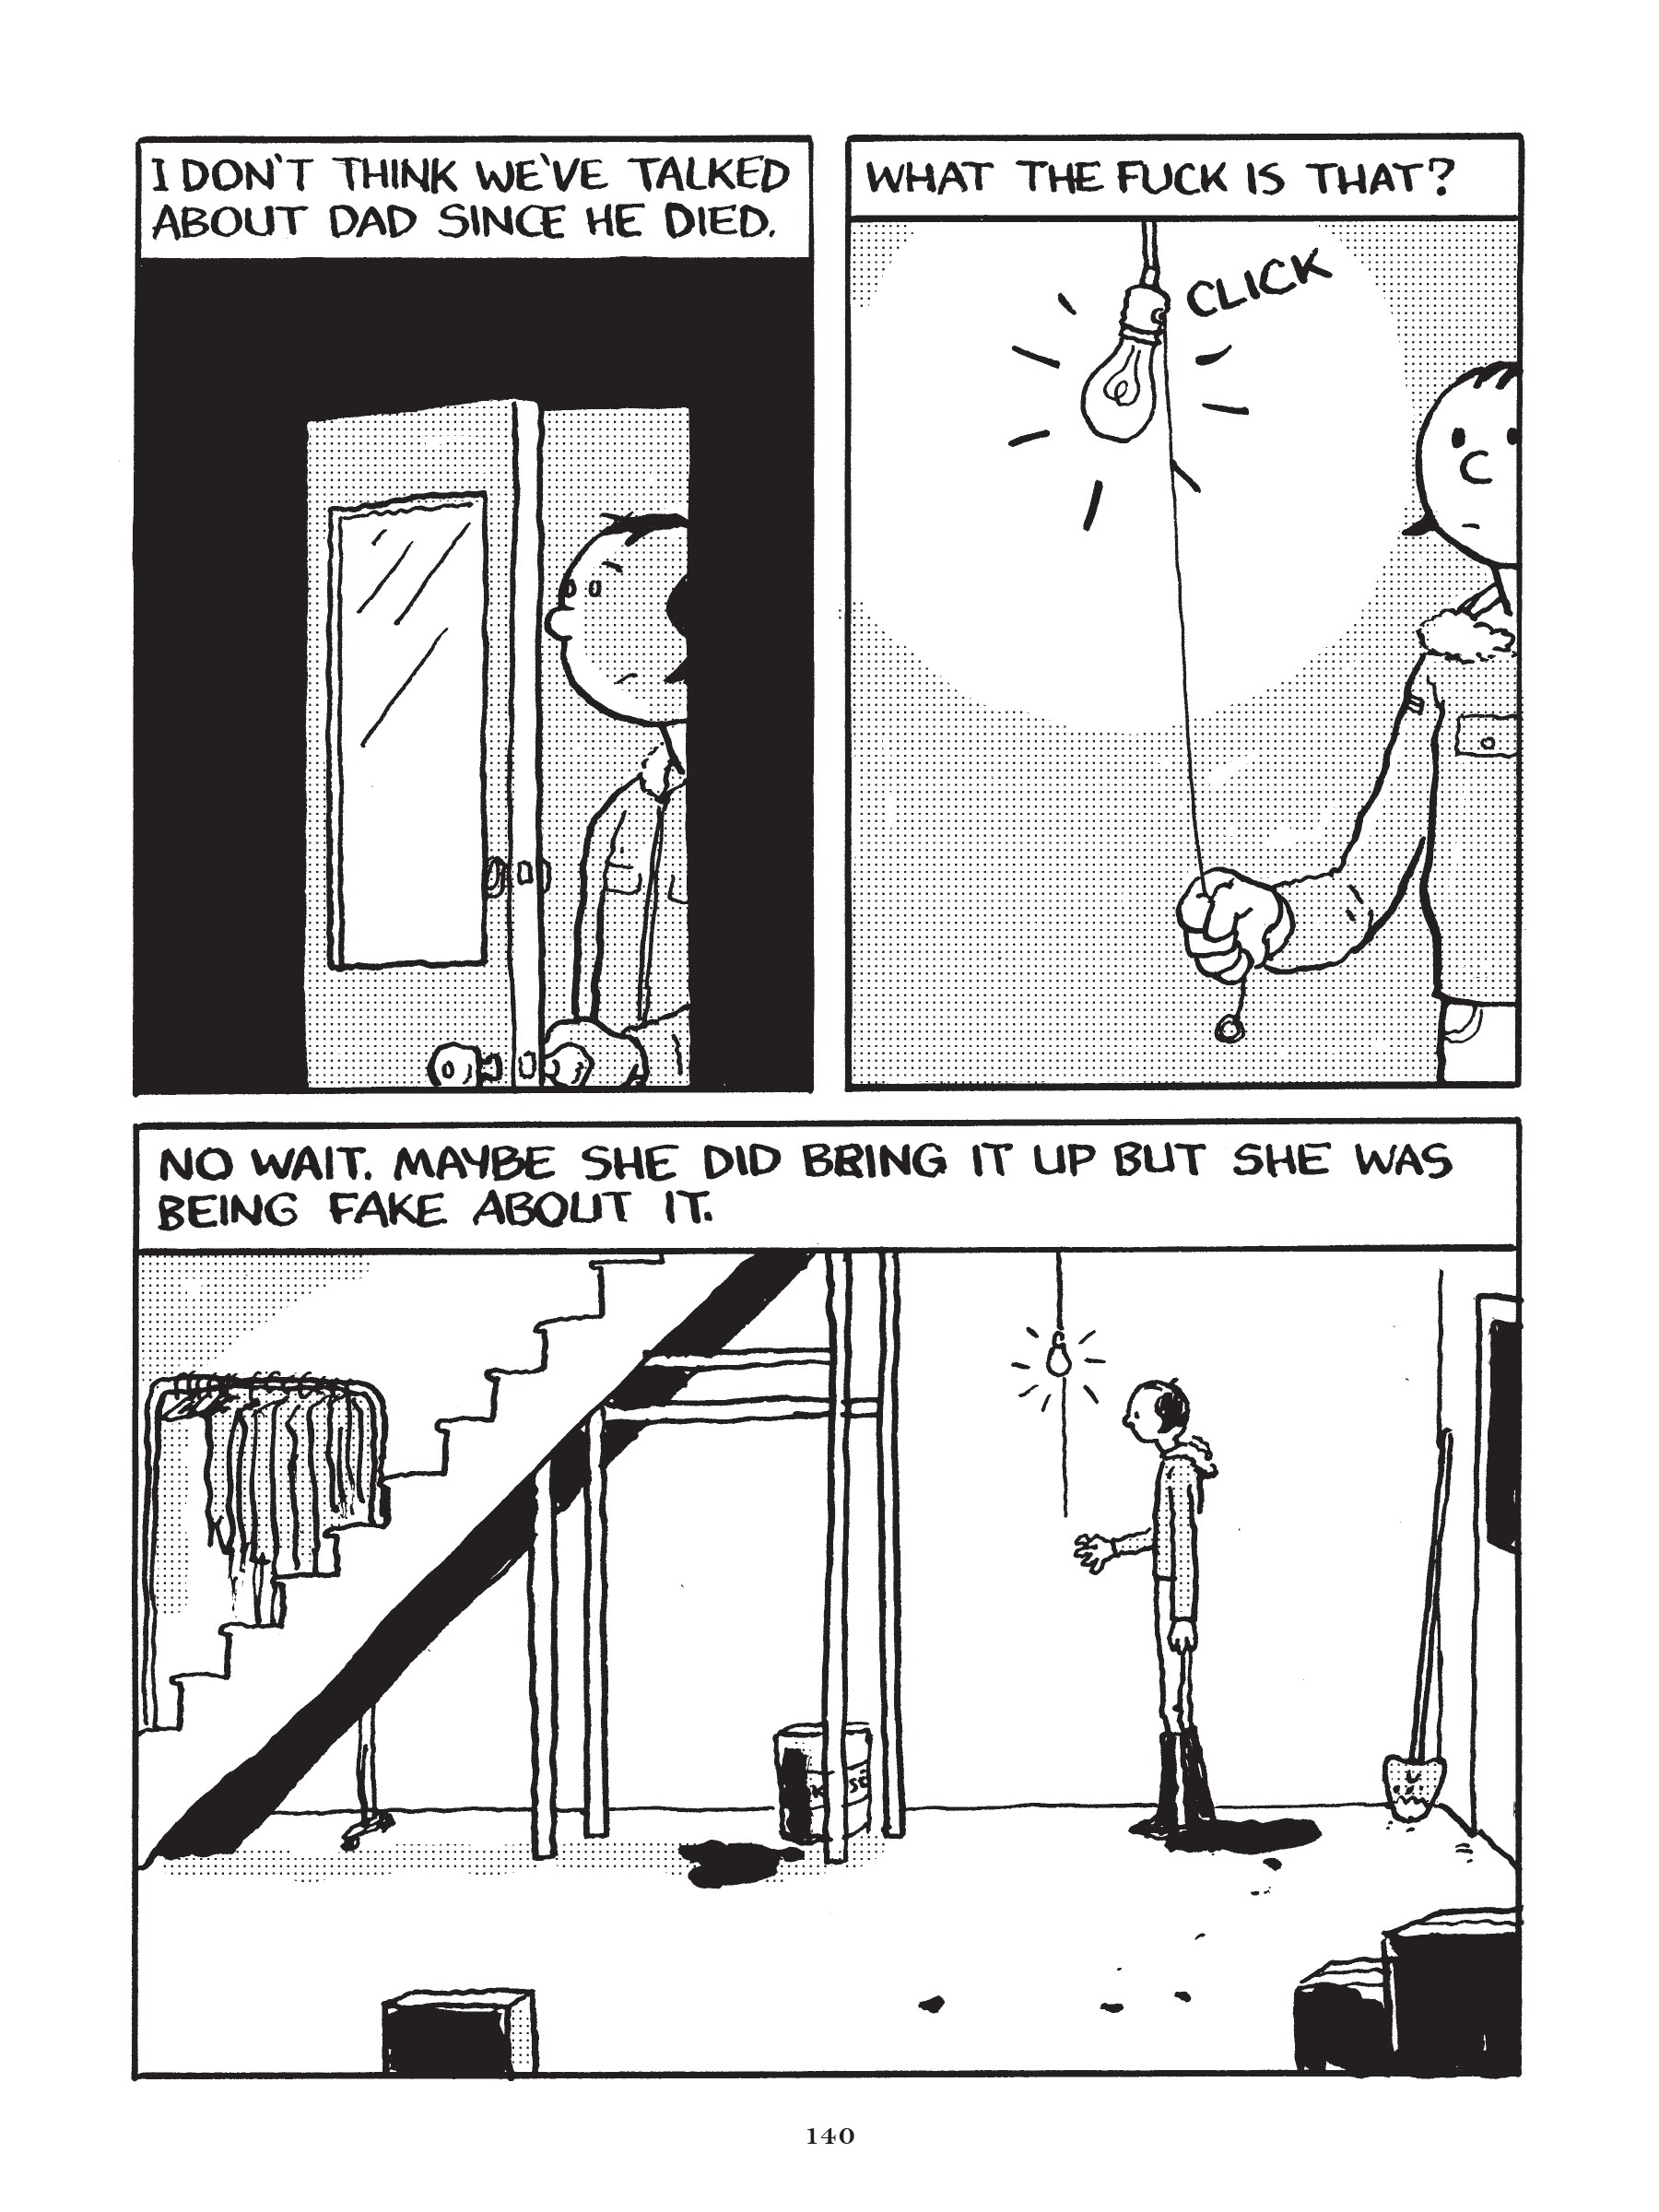 I DON'T THINK WE'VE TALKED
ABOUT DAD SINCE HE DIED.
WHAT THE FUCK IS THAT?
CLICK
NO WAIT. MAYBE SHE DID BRING IT UP BUT SHE WAS
BEING FAKE ABOUT IT.
140